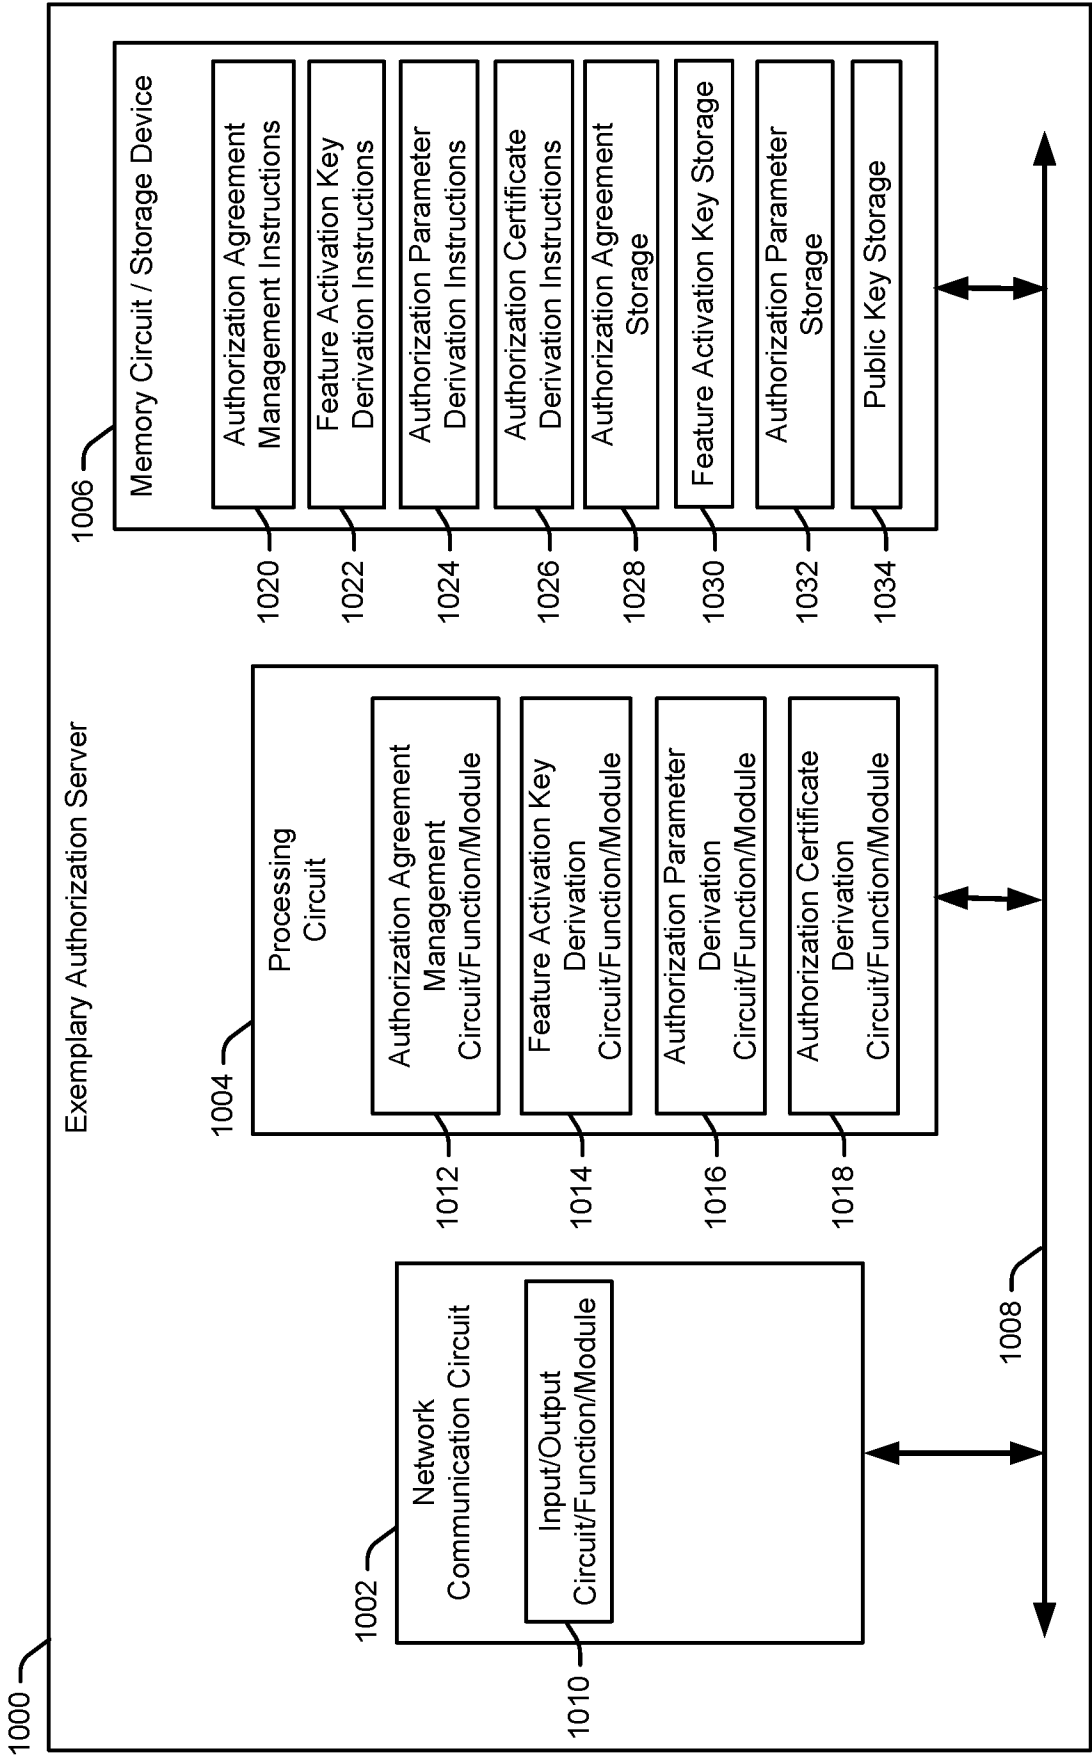 1000
Exemplary Authorization Server
1002
Network
Communication Circuit
1010
Input/Output
Circuit/Function/Module
1004
Processing
Circuit
1012
Authorization Agreement
Management
Circuit/Function/Module
1014
Feature Activation Key
Derivation
Circuit/Function/Module
1016
Authorization Parameter
Derivation
Circuit/Function/Module
1018
Authorization Certificate
Derivation
Circuit/Function/Module
1006
Memory Circuit / Storage Device
1020
Authorization Agreement
Management Instructions
1022
Feature Activation Key
Derivation Instructions
1024
Authorization Parameter
Derivation Instructions
1026
Authorization Certificate
Derivation Instructions
1028
Authorization Agreement
Storage
1030
Feature Activation Key Storage
1032
Authorization Parameter
Storage
1034
Public Key Storage
1008